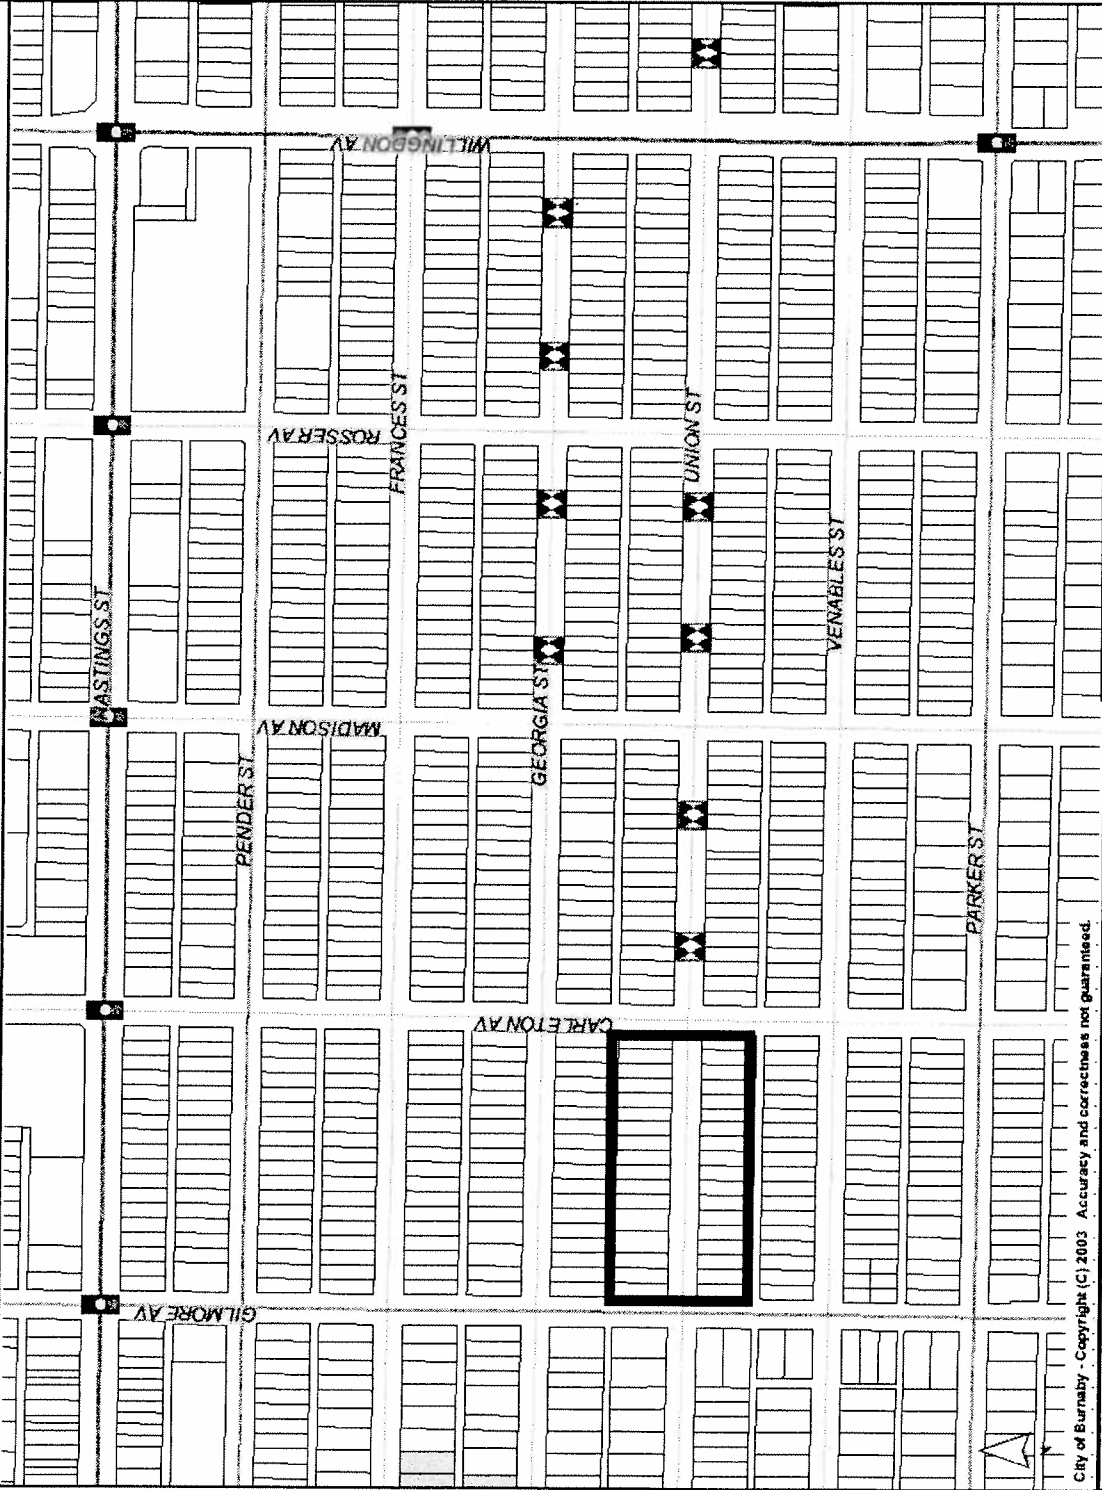 HASTINGS ST
PENDER ST
FRANCES ST
GEORGIA ST
UNION ST
VENABLES ST
PARKER ST
GILMORE AV
CARLETON AV
MADISON AV
ROSSER AV
WILLINGDON AV
City of Burnaby - Copyright (C) 2003 Accuracy and correctness not guaranteed.